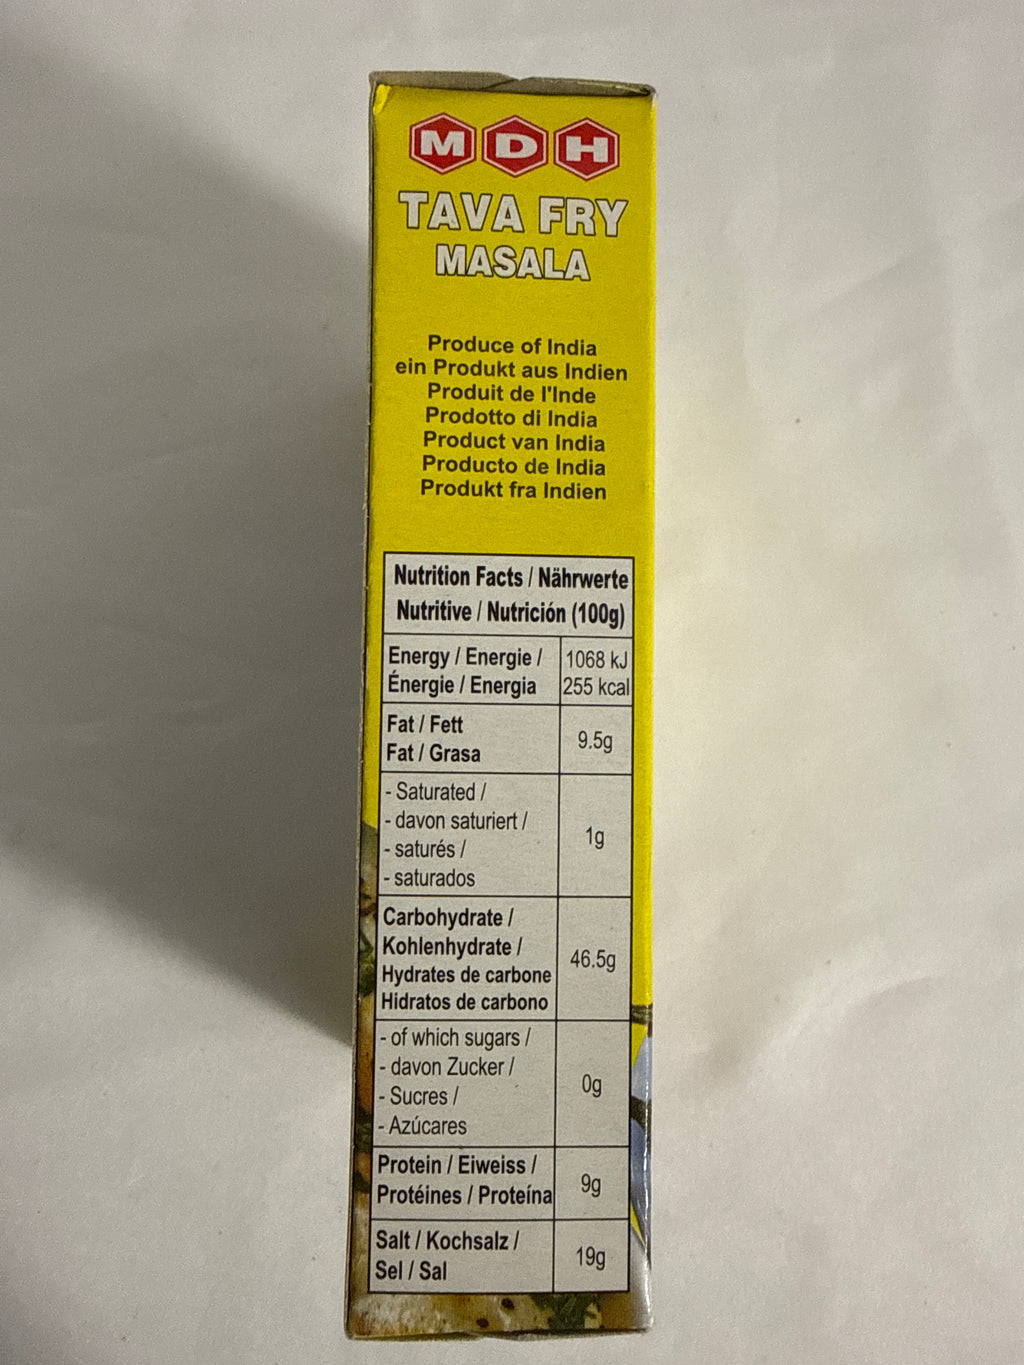 MDH
TAVA FRY
MASALA
Produce of India
ein Produkt aus Indien
Produit de l'Inde
Prodotto di India
Product van India
Producto de India
Produkt fra Indien
Nutrition Facts / Nährwerte
Nutritive / Nutrición (100g)
Energy / Energie / 1068 kJ
Énergie / Energia 255 kcal
Fat / Fett
Fat / Grasa
9.5g
- Saturated /
- davon saturiert /
- saturés /
- saturados
1g
Carbohydrate /
Kohlenhydrate /
Hydrates de carbone
Hidratos de carbono
46.5g
- of which sugars /
- davon Zucker /
- Sucres /
- Azúcares
0g
Protein / Eiweiss /
Protéines / Proteína
9g
Salt / Kochsalz /
Sel / Sal
19g